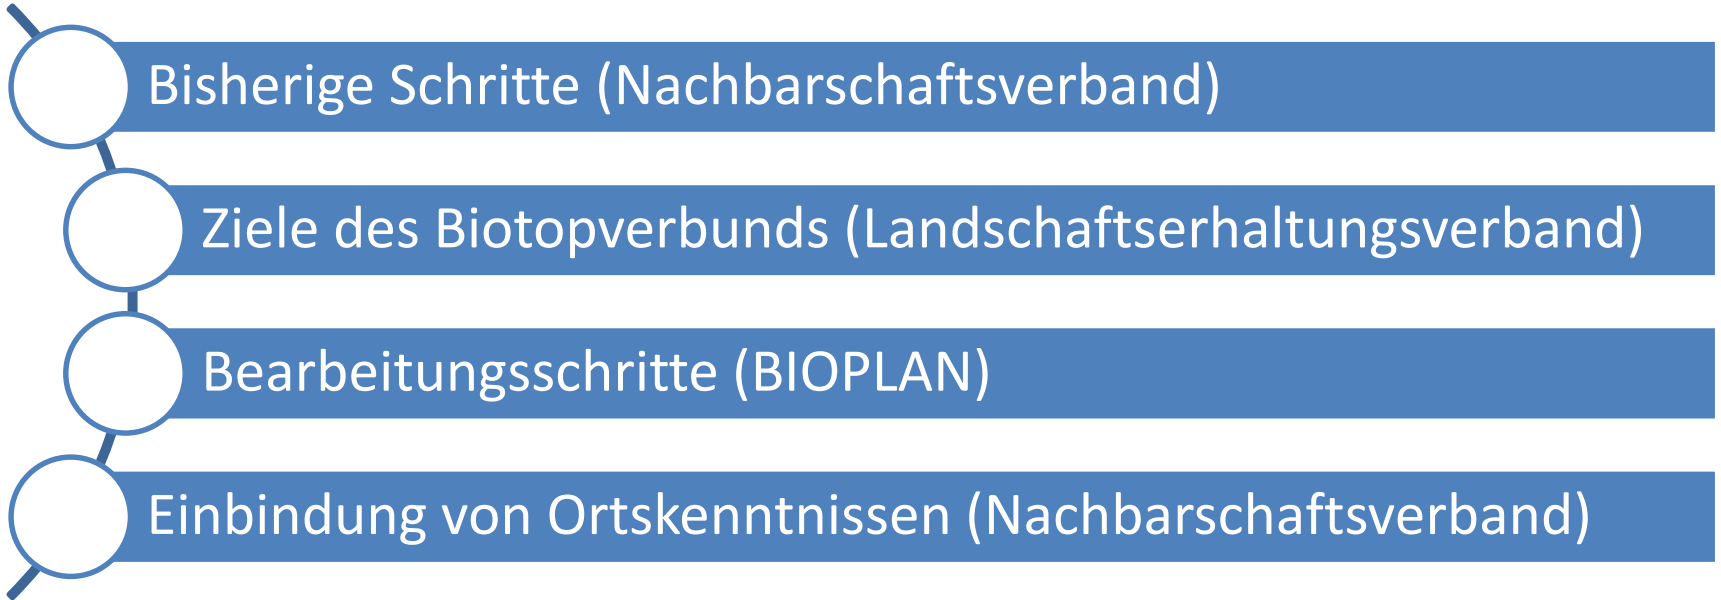 Bisherige Schritte (Nachbarschaftsverband)
Ziele des Biotopverbunds (Landschaftserhaltungsverband)
Bearbeitungsschritte (BIOPLAN)
Einbindung von Ortskenntnissen (Nachbarschaftsverband)